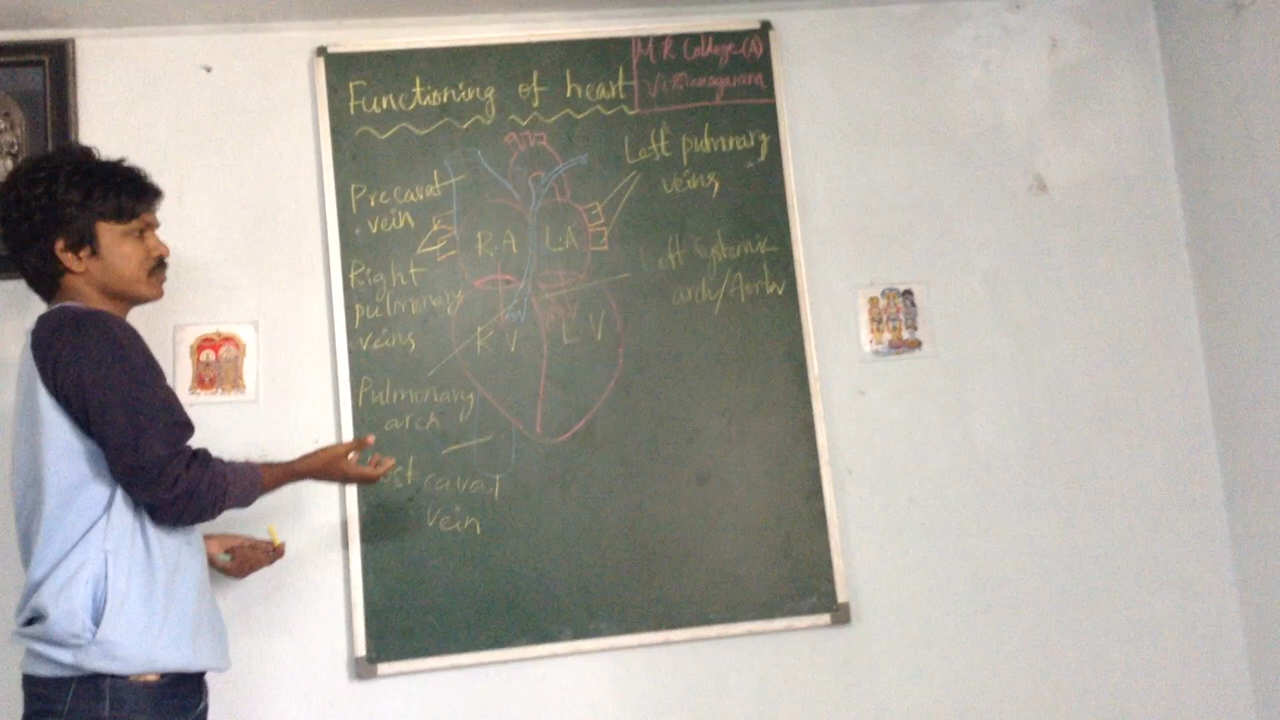 M R College (A)
Vizianagaram
Functioning of heart
Left pulmonary
veins
Precaval
vein
R.A
L.A
Left Systemic
arch/Aorta
Right
pulmonary
veins
R V
L V
Pulmonary
arch
Post caval
vein